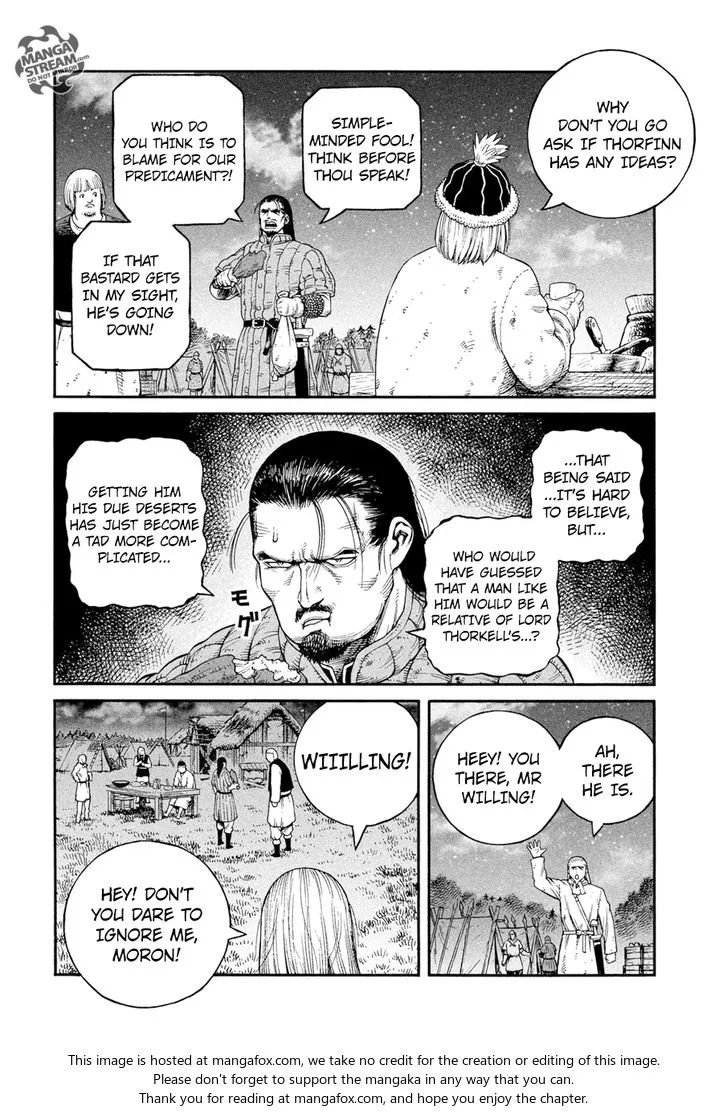 MANGA
STREAM.com
DO NOT MIRROR
WHY
DON'T YOU GO
ASK IF THORFINN
HAS ANY IDEAS?
SIMPLE-
MINDED FOOL!
THINK BEFORE
THOU SPEAK!
WHO DO
YOU THINK IS TO
BLAME FOR OUR
PREDICAMENT?!
IF THAT
BASTARD GETS
IN MY SIGHT,
HE'S GOING
DOWN!
...THAT
BEING SAID
...IT'S HARD
TO BELIEVE,
BUT...
WHO WOULD
HAVE GUESSED
THAT A MAN LIKE
HIM WOULD BE A
RELATIVE OF LORD
THORKELL'S...?
GETTING HIM
HIS DUE DESERTS
HAS JUST BECOME
A TAD MORE COM-
PLICATED...
モグ
AH,
THERE
HE IS.
HEEY! YOU
THERE, MR
WILLING!
WIIILLING!
HEY! DON'T
YOU DARE TO
IGNORE ME,
MORON!
This image is hosted at mangafox.com, we take no credit for the creation or editing of this image.
Please don't forget to support the mangaka in any way that you can.
Thank you for reading at mangafox.com, and hope you enjoy the chapter.